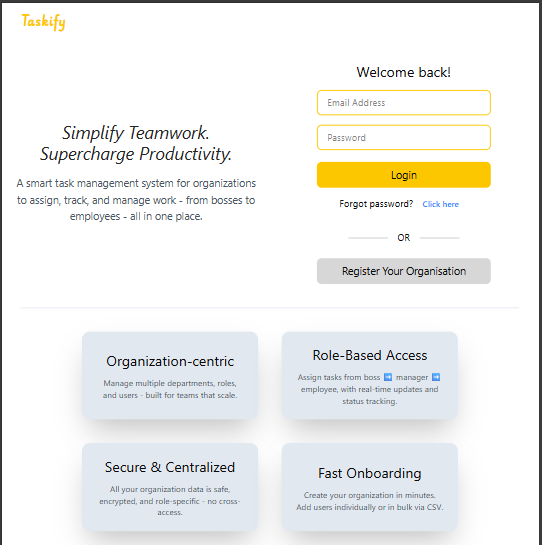 Taskify
Simplify Teamwork.
Supercharge Productivity.
A smart task management system for organizations
to assign, track, and manage work - from bosses to
employees - all in one place.
Welcome back!
Email Address
Password
Login
Forgot password? Click here
OR
Register Your Organisation
Organization-centric
Manage multiple departments, roles,
and users - built for teams that scale.
Role-Based Access
Assign tasks from boss ➡️ manager ➡️
employee, with real-time updates and
status tracking.
Secure & Centralized
All your organization data is safe,
encrypted, and role-specific - no cross-
access.
Fast Onboarding
Create your organization in minutes.
Add users individually or in bulk via CSV.